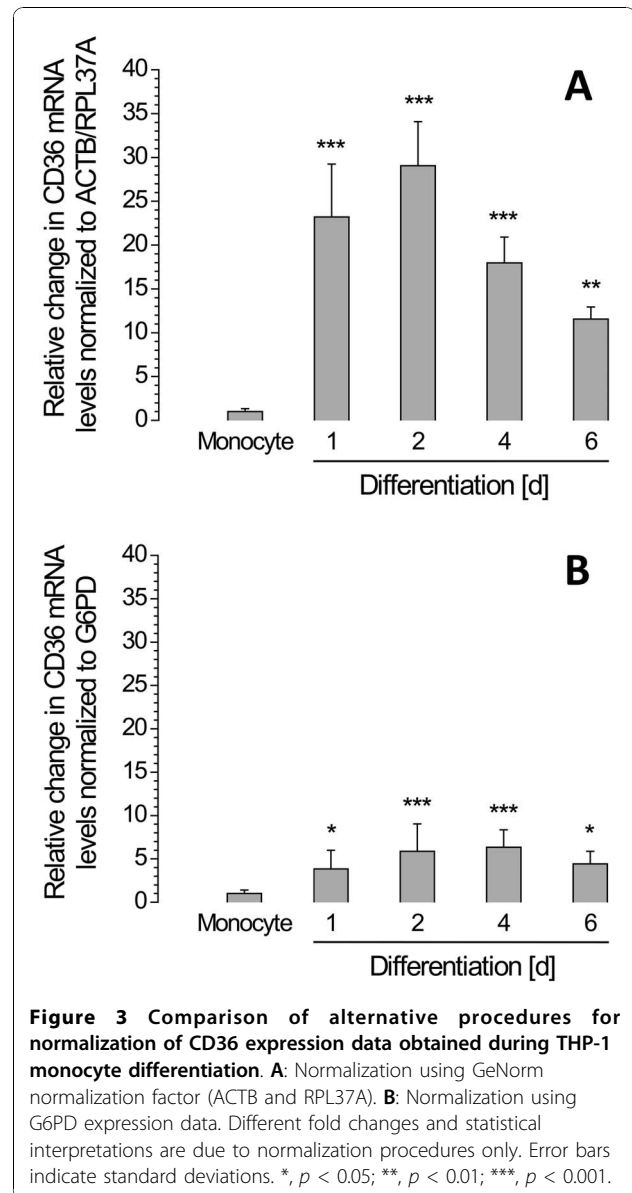 Relative change in CD36 mRNA
levels normalized to ACTB/RPL37A
40
35
30
25
20
15
10
5
0
A
***
***
***
**
Monocyte 1 2 4 6
Differentiation [d]
Relative change in CD36 mRNA
levels normalized to G6PD
40
35
30
25
20
15
10
5
0
B
*
***
***
*
Monocyte 1 2 4 6
Differentiation [d]
Figure 3 Comparison of alternative procedures for
normalization of CD36 expression data obtained during THP-1
monocyte differentiation. A: Normalization using GeNorm
normalization factor (ACTB and RPL37A). B: Normalization using
G6PD expression data. Different fold changes and statistical
interpretations are due to normalization procedures only. Error bars
indicate standard deviations. *, p < 0.05; **, p < 0.01; ***, p < 0.001.